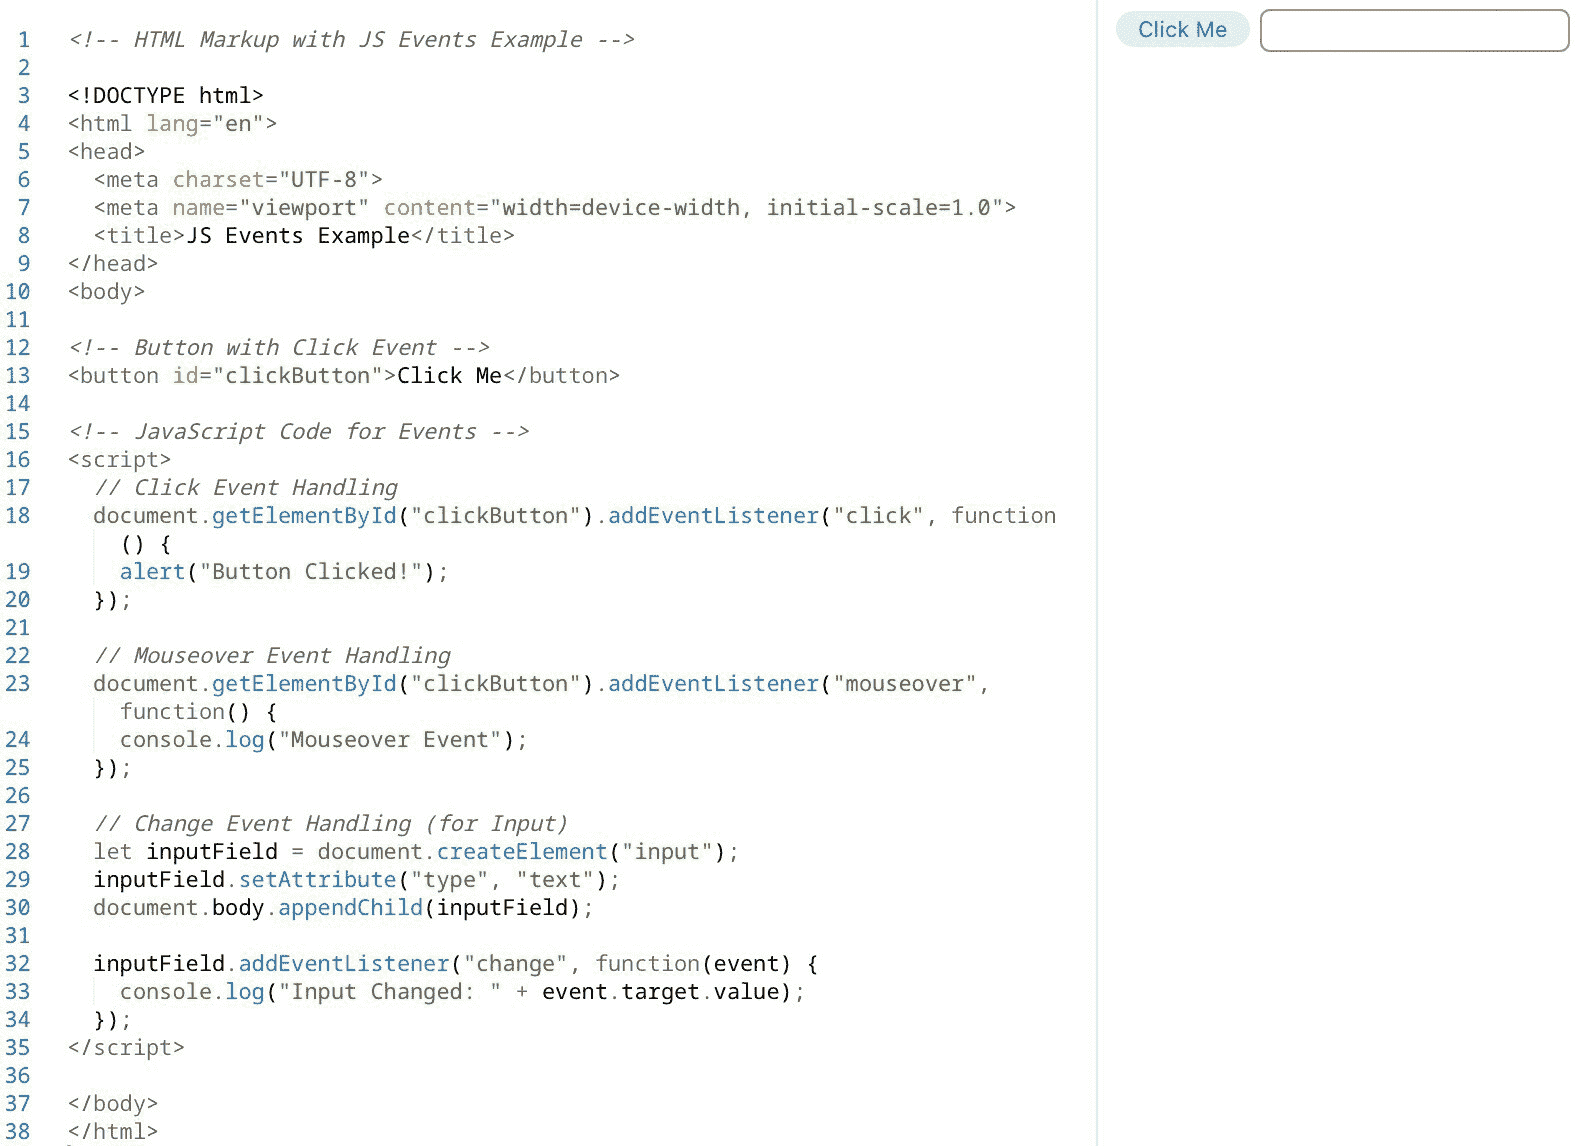 1 <!-- HTML Markup with JS Events Example -->
2
3 <!DOCTYPE html>
4 <html lang="en">
5 <head>
6   <meta charset="UTF-8">
7   <meta name="viewport" content="width=device-width, initial-scale=1.0">
8   <title>JS Events Example</title>
9 </head>
10 <body>
11
12 <!-- Button with Click Event -->
13 <button id="clickButton">Click Me</button>
14
15 <!-- JavaScript Code for Events -->
16 <script>
17   // Click Event Handling
18   document.getElementById("clickButton").addEventListener("click", function
() {
19     alert("Button Clicked!");
20   });
21
22   // Mouseover Event Handling
23   document.getElementById("clickButton").addEventListener("mouseover",
function() {
24     console.log("Mouseover Event");
25   });
26
27   // Change Event Handling (for Input)
28   let inputField = document.createElement("input");
29   inputField.setAttribute("type", "text");
30   document.body.appendChild(inputField);
31
32   inputField.addEventListener("change", function(event) {
33     console.log("Input Changed: " + event.target.value);
34   });
35 </script>
36
37 </body>
38 </html>
Click Me